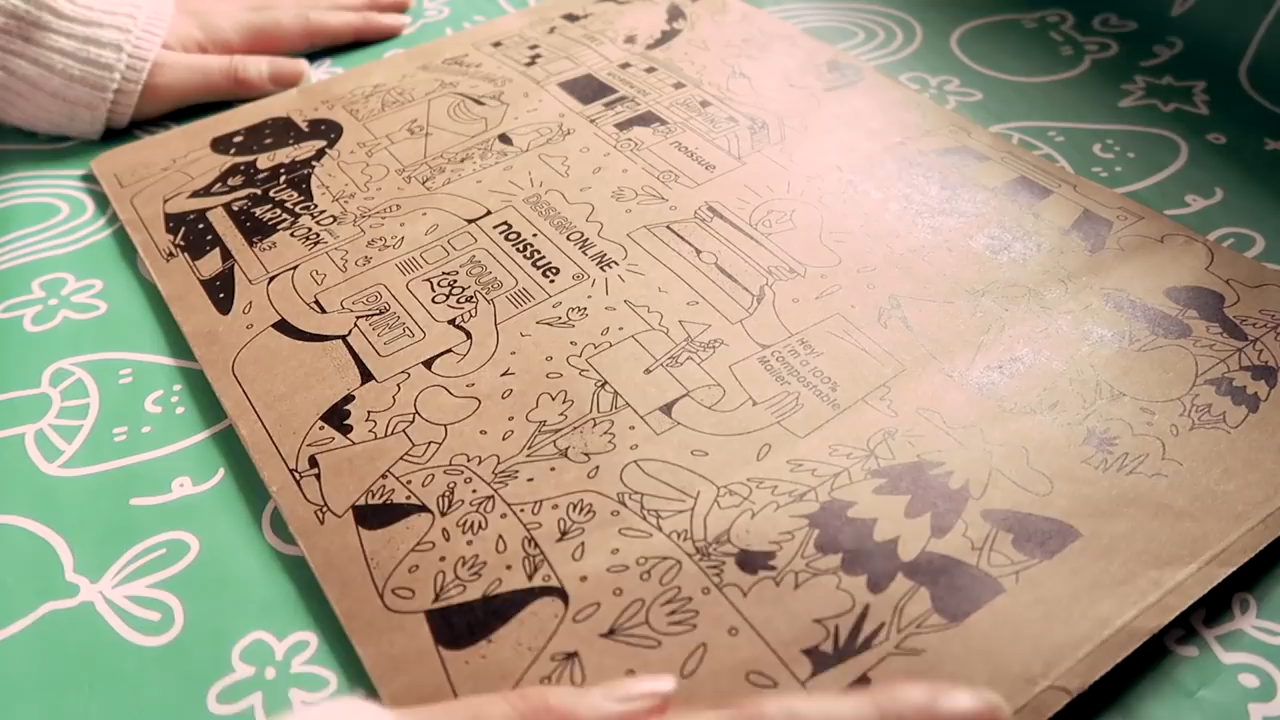 noissue.
UPLOAD
ARTWORK
DESIGN ONLINE
noissue.
YOUR
Logo
PRINT
Hey!
I'm a 100%
compostable
Mailer